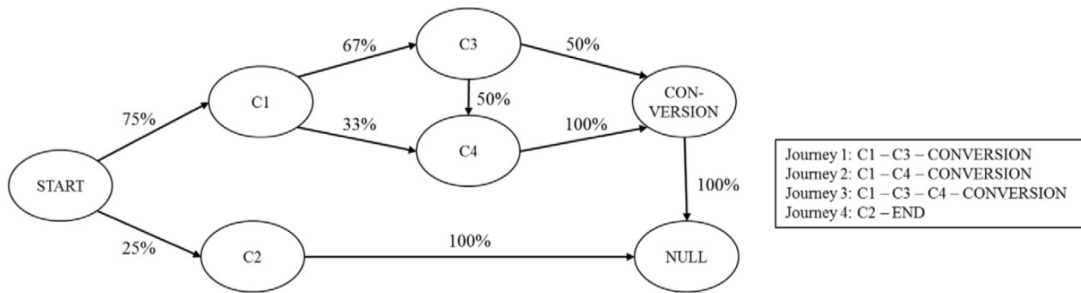 67%
C3
50%
75%
C1
50%
CON-
VERSION
33%
C4
100%
START
100%
25%
C2
100%
NULL
Journey 1: C1 – C3 – CONVERSION
Journey 2: C1 – C4 – CONVERSION
Journey 3: C1 – C3 – C4 – CONVERSION
Journey 4: C2 – END